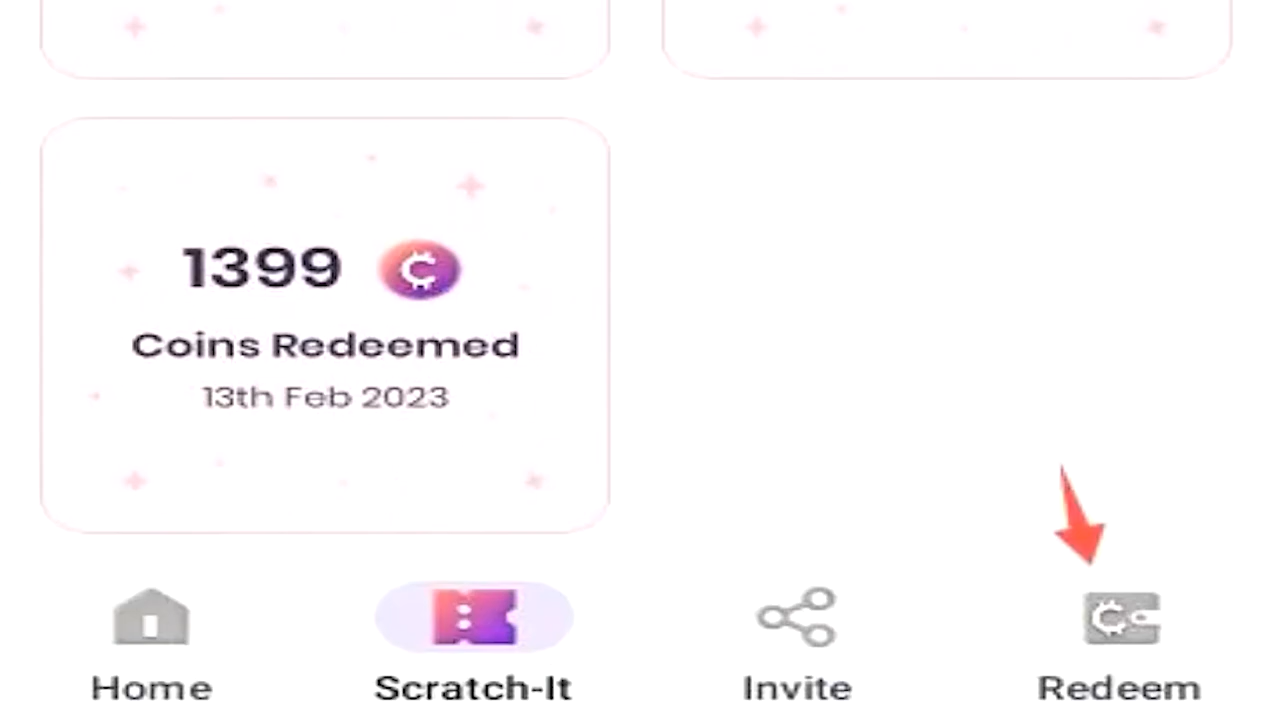 1399
Coins Redeemed
13th Feb 2023
Home
Scratch-It
Invite
Redeem